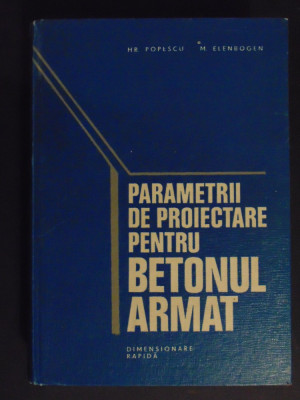 HR. POPESCU M. ELENBOGEN
PARAMETRII
DE PROIECTARE
PENTRU
BETONUL
ARMAT
DIMENSIONARE
RAPIDĂ